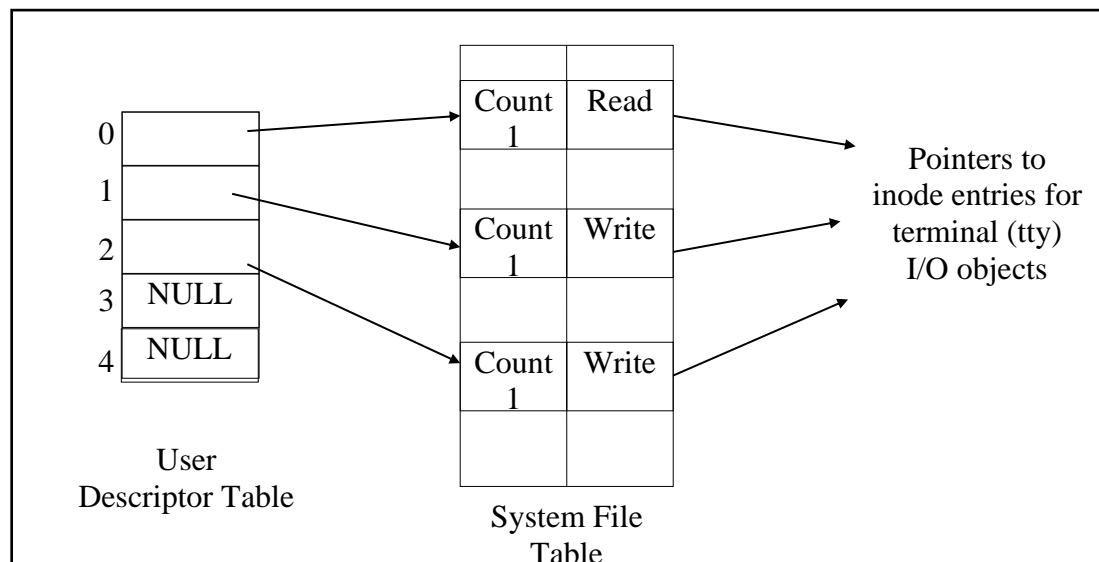 0
1
2
3 NULL
4 NULL
User
Descriptor Table
Count Read
1
Count Write
1
Count Write
1
System File
Table
Pointers to
inode entries for
terminal (tty)
I/O objects